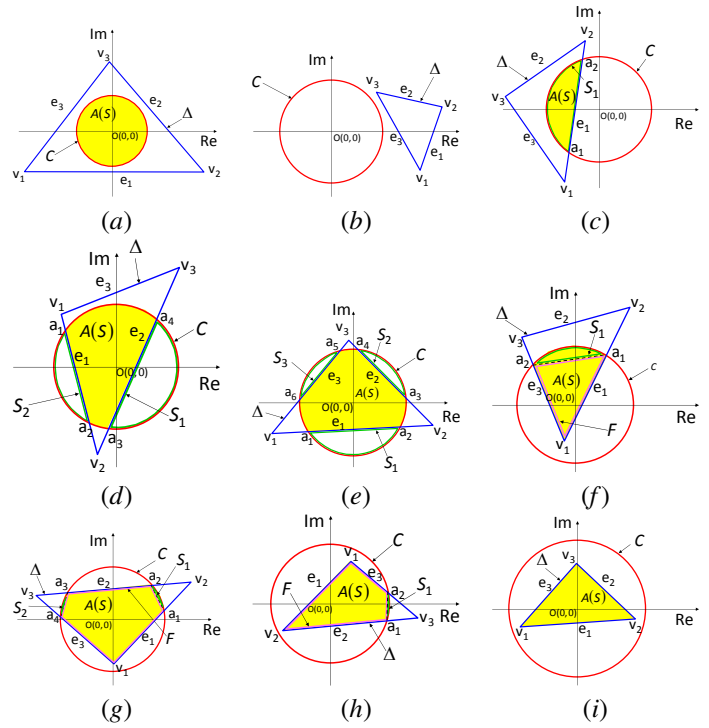 Im
v₃
e₃
e₂
Δ
A(S)
O(0,0)
Re
C
v₁
e₁
v₂
(a)
Im
C
v₃
e₂
Δ
v₂
O(0,0)
Re
e₃
e₁
v₁
(b)
Im
v₂
C
Δ
e₂
a₂
S₁
v₃
A(S)
e₁
O(0,0)
Re
e₃
a₁
v₁
(c)
Im
Δ
v₃
e₃
v₁
a₁
a₄
C
A(S)
e₁
e₂
O(0,0)
Re
S₂
S₁
a₂
a₃
v₂
(d)
Im
v₃
a₅
a₄
S₂
S₃
C
e₃
e₂
a₆
A(S)
a₃
O(0,0)
Re
Δ
e₁
v₁
a₂
v₂
a₁
S₁
(e)
Im
Δ
v₂
e₂
S₁
v₃
a₁
a₂
c
A(S)
e₃
e₁
O(0,0)
Re
F
v₁
(f)
Im
C
S₁
Δ
a₂
v₂
a₃
e₂
v₃
S₂
A(S)
a₄
O(0,0)
a₁
Re
e₃
e₁
F
v₁
(g)
Im
C
v₁
e₃
e₁
F
A(S)
a₂
S₁
O(0,0)
Re
v₃
a₁
v₂
e₂
Δ
(h)
Im
C
Δ
v₃
e₃
e₂
A(S)
O(0,0)
Re
v₁
e₁
v₂
(i)